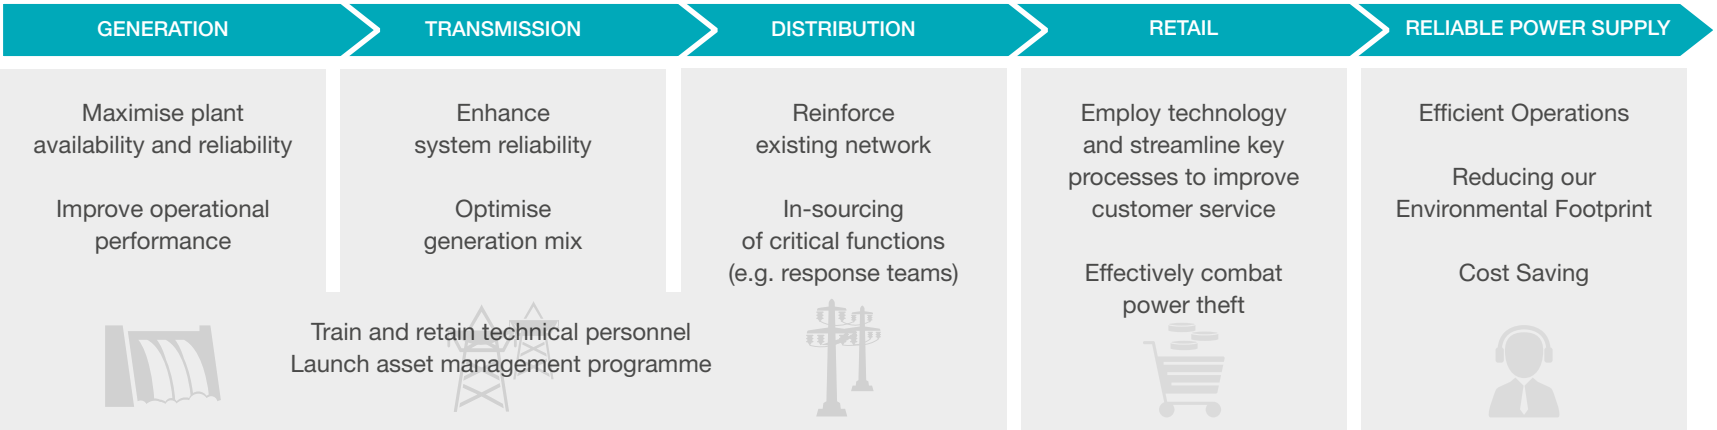 GENERATION
TRANSMISSION
DISTRIBUTION
RETAIL
RELIABLE POWER SUPPLY
Maximise plant
availability and reliability
Improve operational
performance
Enhance
system reliability
Optimise
generation mix
Reinforce
existing network
In-sourcing
of critical functions
(e.g. response teams)
Train and retain technical personnel
Launch asset management programme
Employ technology
and streamline key
processes to improve
customer service
Effectively combat
power theft
Efficient Operations
Reducing our
Environmental Footprint
Cost Saving